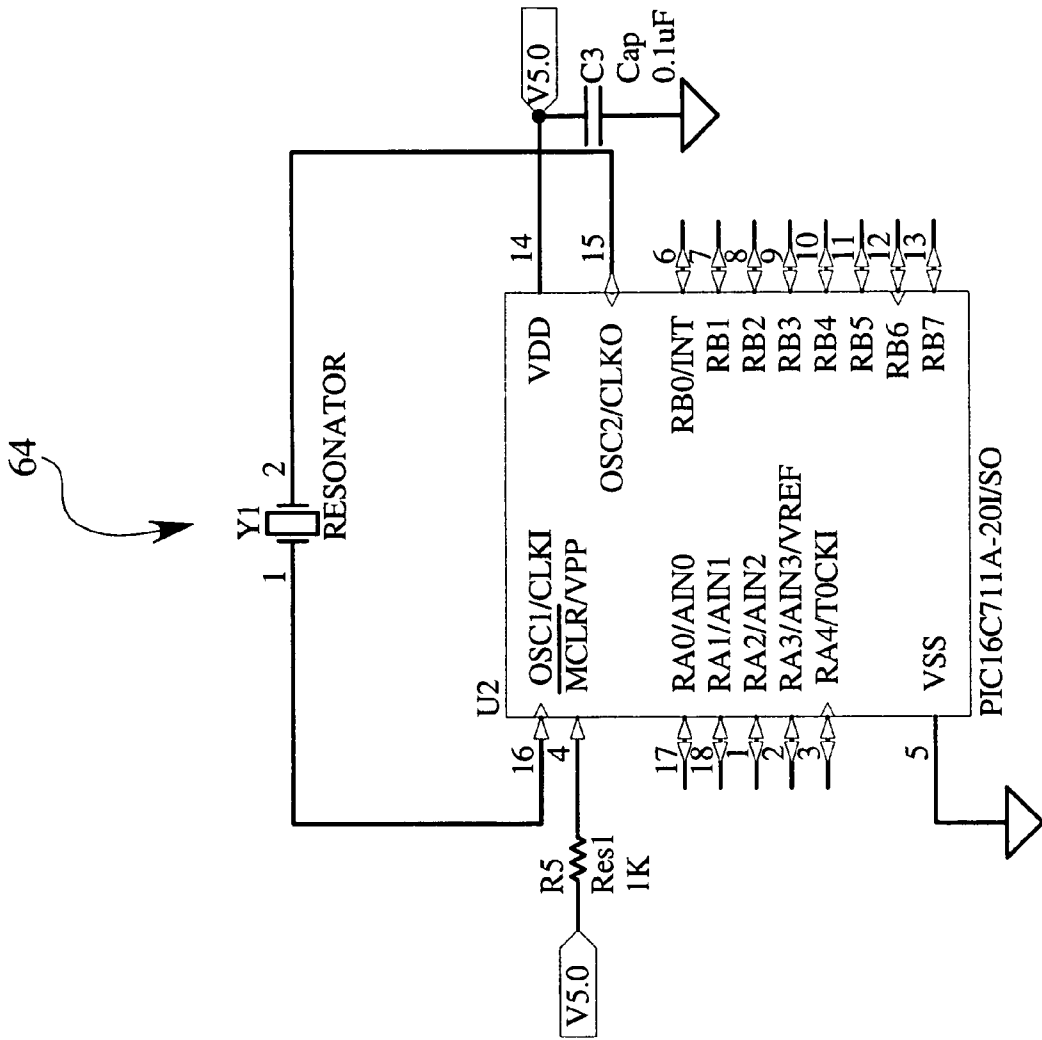 64
Y1
1
2
RESONATOR
V5.0
C3
Cap
0.1uF
14
15
U2
16
OSC1/CLKI
VDD
4
MCLR/VPP
OSC2/CLKO
R5
Res1
1K
V5.0
17
RA0/AIN0
RB0/INT
6
18
RA1/AIN1
RB1
7
1
RA2/AIN2
RB2
8
2
RA3/AIN3/VREF
RB3
9
3
RA4/T0CKI
RB4
10
RB5
11
RB6
12
5
VSS
RB7
13
PIC16C711A-20I/SO